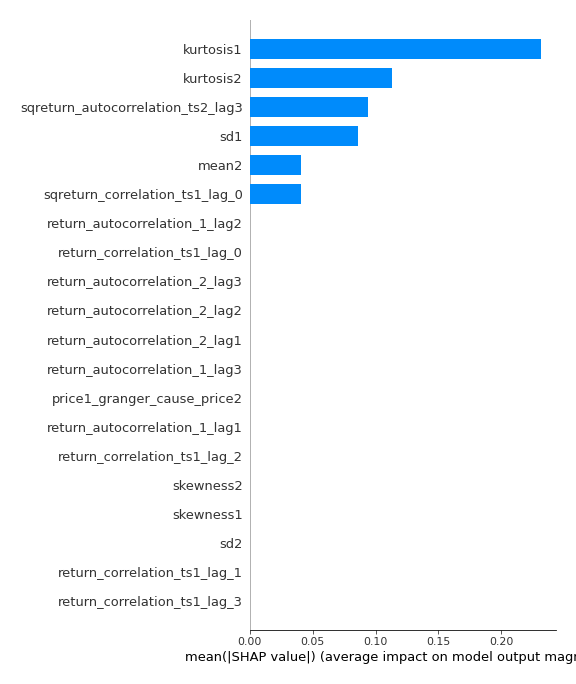 kurtosis1
kurtosis2
sqreturn_autocorrelation_ts2_lag3
sd1
mean2
sqreturn_correlation_ts1_lag_0
return_autocorrelation_1_lag2
return_correlation_ts1_lag_0
return_autocorrelation_2_lag3
return_autocorrelation_2_lag2
return_autocorrelation_2_lag1
return_autocorrelation_1_lag3
price1_granger_cause_price2
return_autocorrelation_1_lag1
return_correlation_ts1_lag_2
skewness2
skewness1
sd2
return_correlation_ts1_lag_1
return_correlation_ts1_lag_3
0.00 0.05 0.10 0.15 0.20
mean(|SHAP value|) (average impact on model output magn